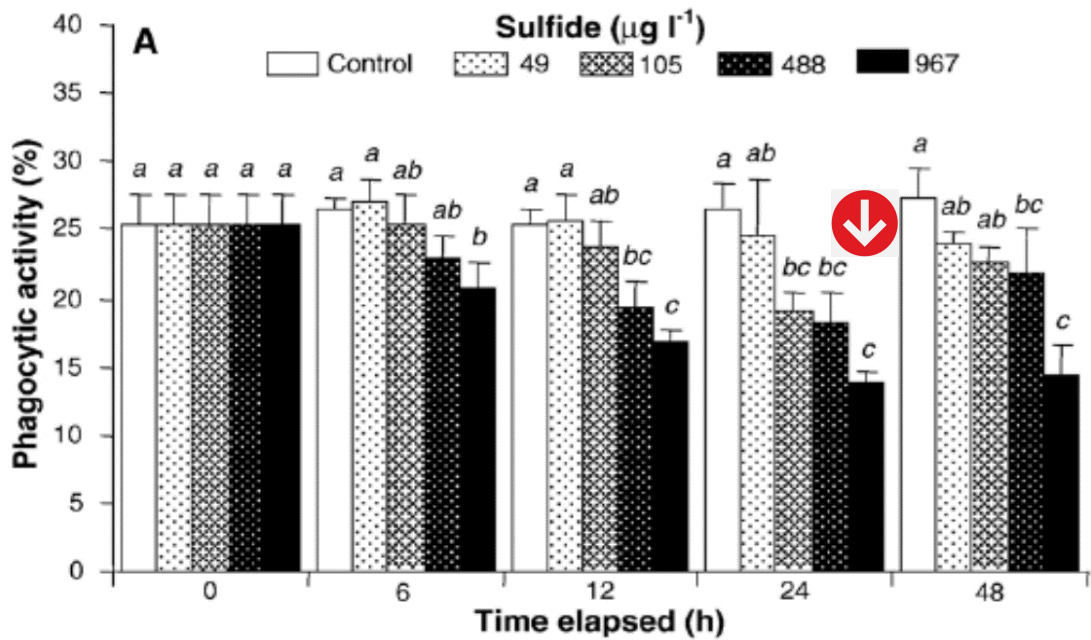 A
Sulfide (µg l⁻¹)
Control 49 105 488 967
Phagocytic activity (%)
40
35
30
25
20
15
10
5
0
a a a a a
a a ab ab b
a a ab bc c
a ab bc bc c
a ab ab bc c
0 6 12 24 48
Time elapsed (h)